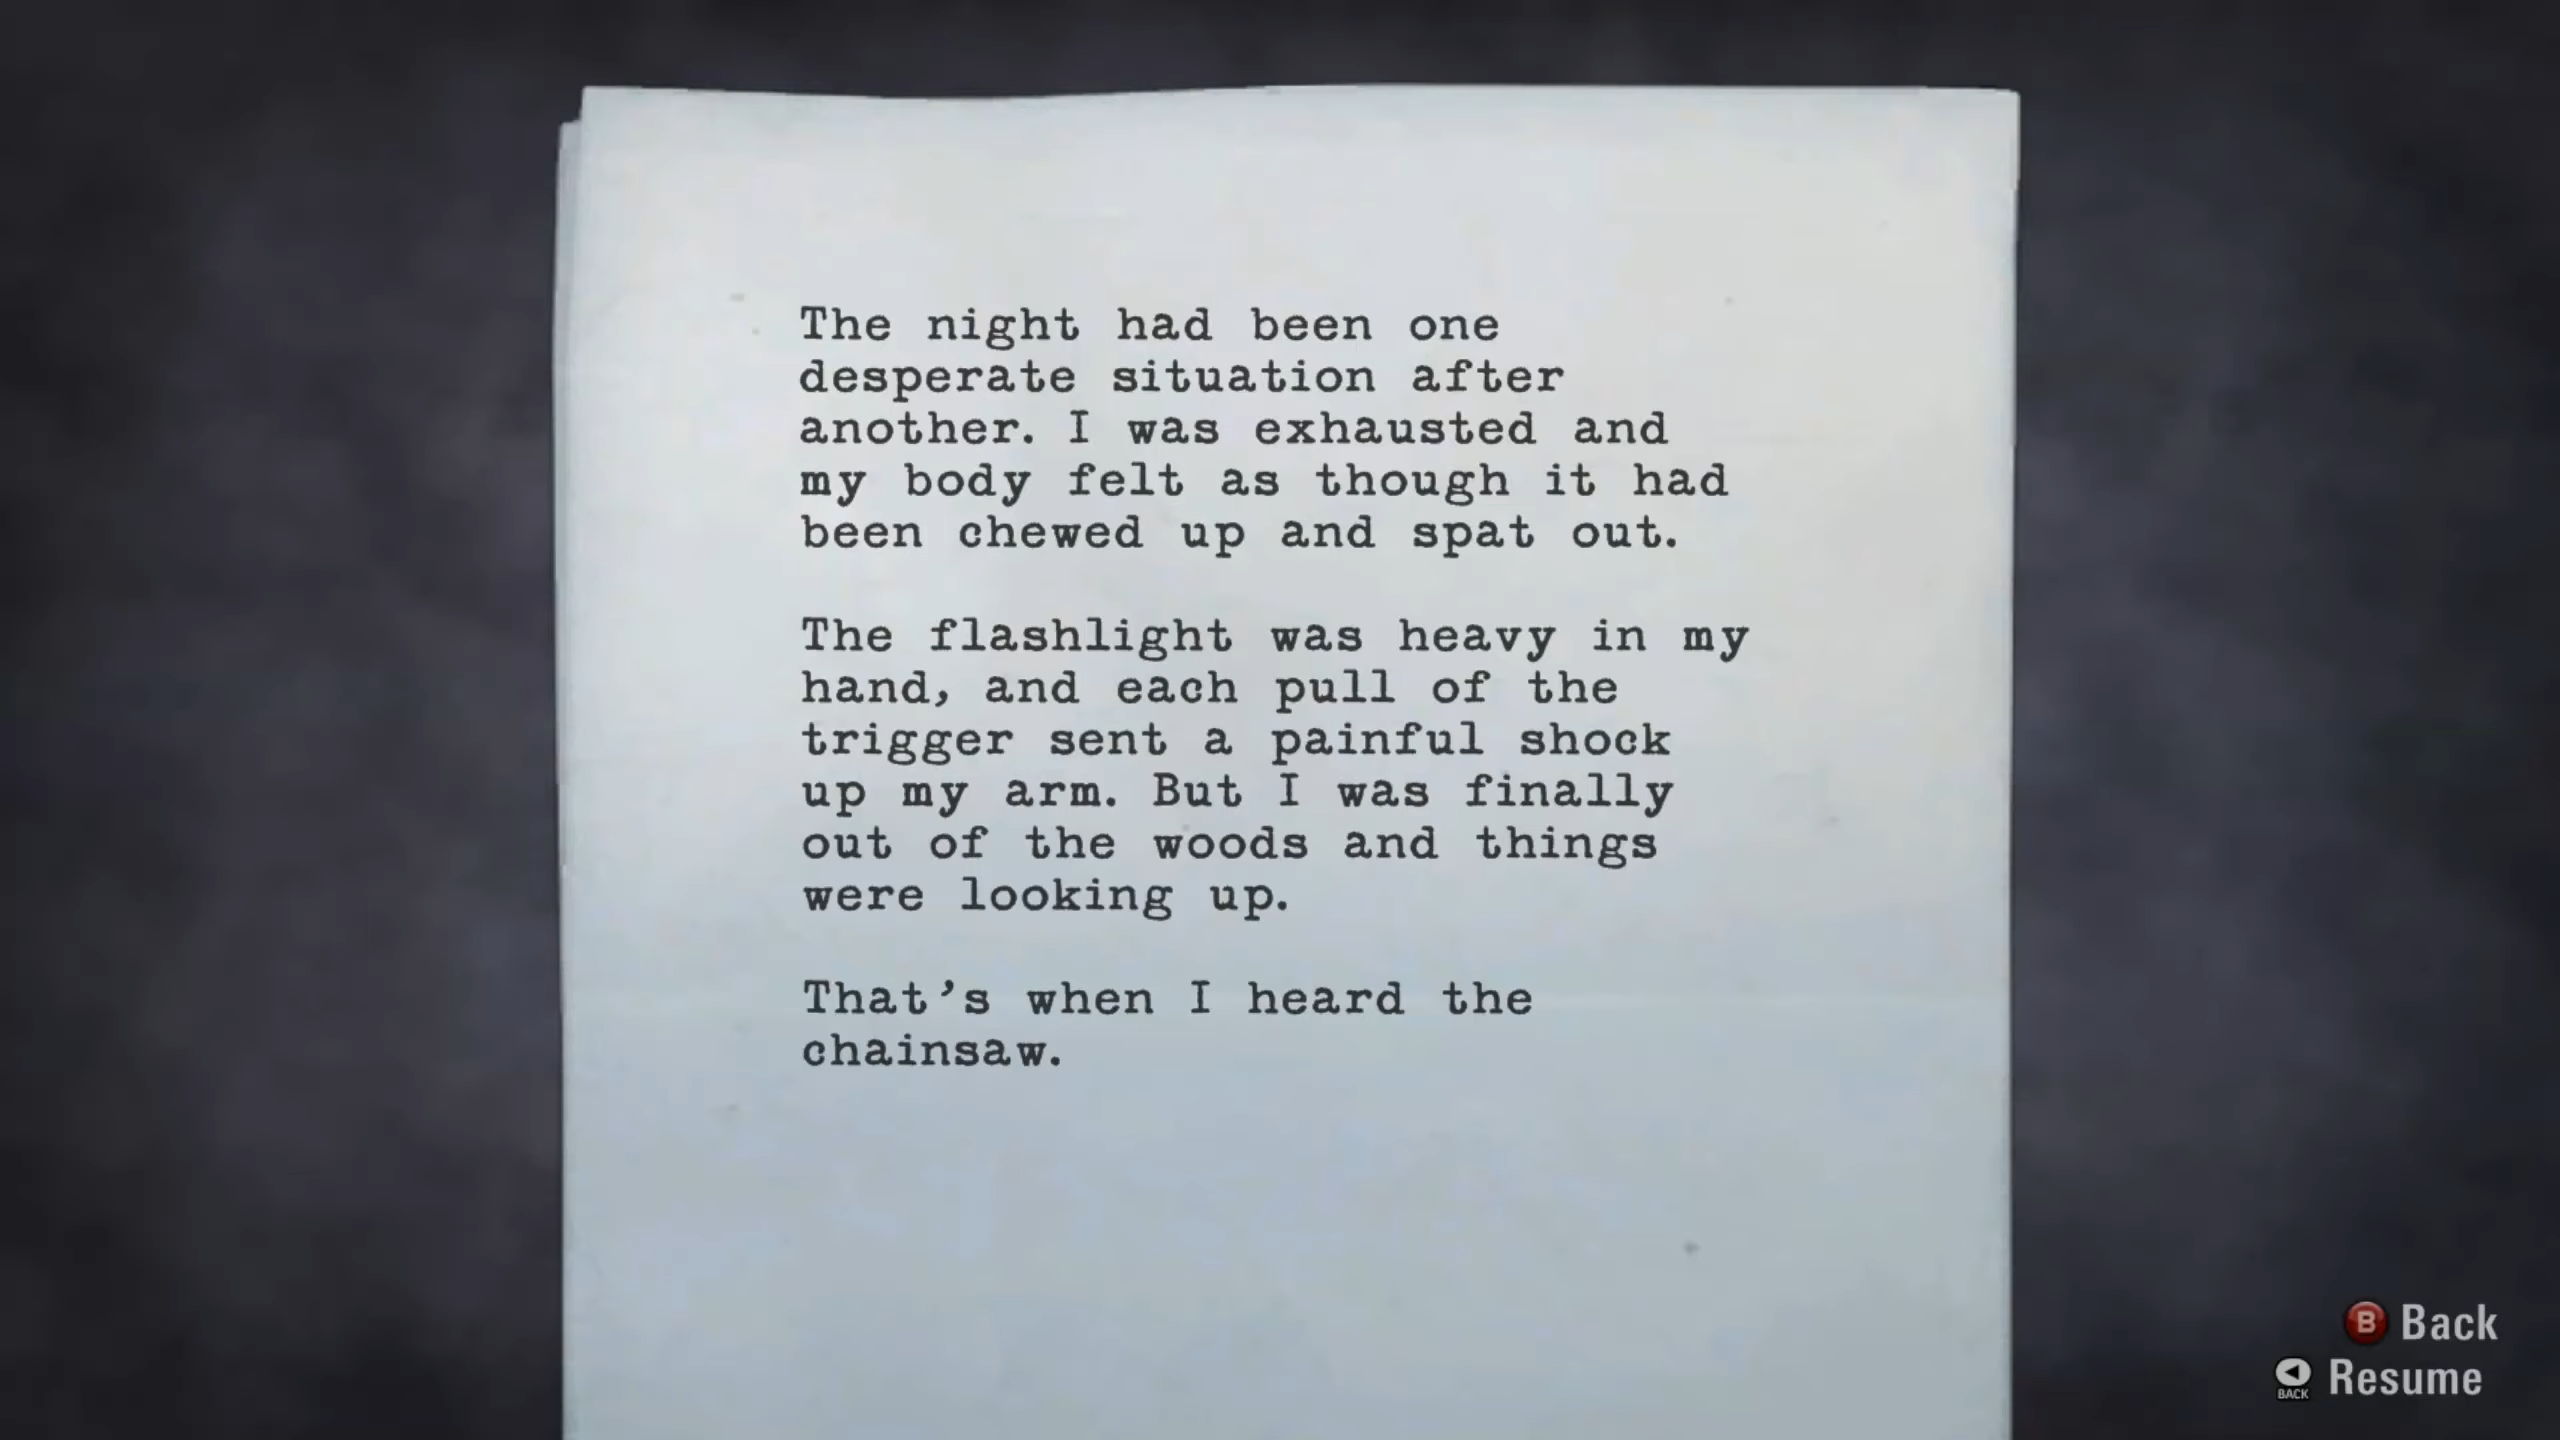 The night had been one
desperate situation after
another. I was exhausted and
my body felt as though it had
been chewed up and spat out.
The flashlight was heavy in my
hand, and each pull of the
trigger sent a painful shock
up my arm. But I was finally
out of the woods and things
were looking up.
That’s when I heard the
chainsaw.
B Back
BACK Resume